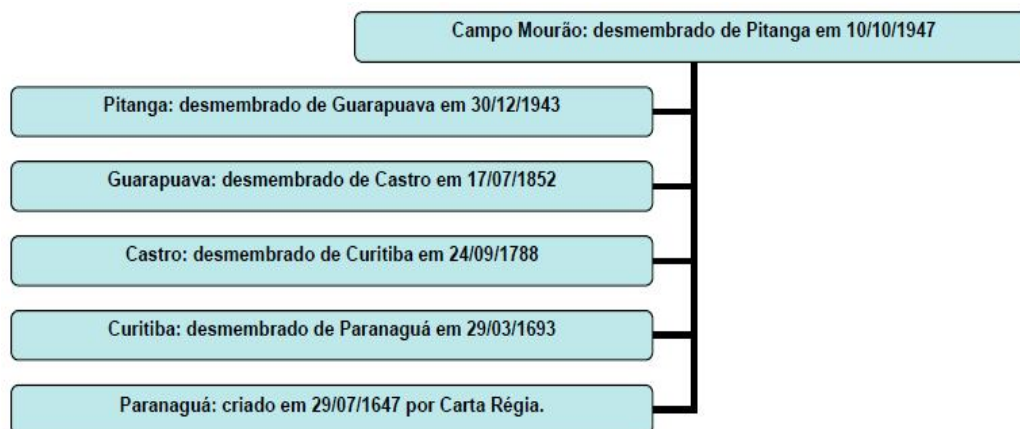 Campo Mourão: desmembrado de Pitanga em 10/10/1947
Pitanga: desmembrado de Guarapuava em 30/12/1943
Guarapuava: desmembrado de Castro em 17/07/1852
Castro: desmembrado de Curitiba em 24/09/1788
Curitiba: desmembrado de Paranaguá em 29/03/1693
Paranaguá: criado em 29/07/1647 por Carta Régia.